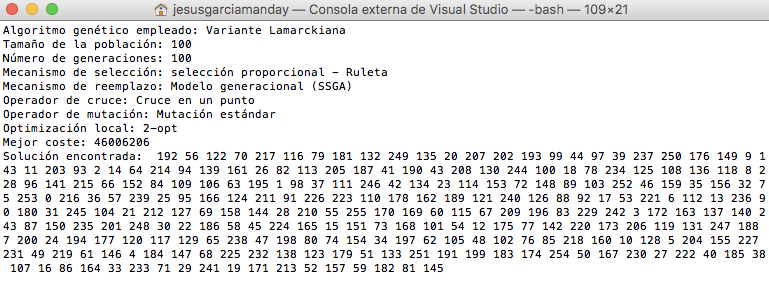 jesusgarciamanday — Consola externa de Visual Studio — -bash — 109×21
Algoritmo genético empleado: Variante Lamarckiana
Tamaño de la población: 100
Número de generaciones: 100
Mecanismo de selección: selección proporcional - Ruleta
Mecanismo de reemplazo: Modelo generacional (SSGA)
Operador de cruce: Cruce en un punto
Operador de mutación: Mutación estándar
Optimización local: 2-opt
Mejor coste: 46006206
Solución encontrada:  192 56 122 70 217 116 79 181 132 249 135 20 207 202 193 99 44 97 39 237 250 176 149 9 1
43 11 203 93 2 14 64 214 94 139 161 26 82 113 205 187 41 190 43 208 130 244 100 18 78 234 125 108 136 118 8 2
28 96 141 215 66 152 84 109 106 63 195 1 98 37 111 246 42 134 23 114 153 72 148 89 103 252 46 159 35 156 32 7
5 253 0 216 36 57 239 25 95 166 124 211 91 226 223 110 178 162 189 121 240 126 88 92 17 53 221 6 112 13 236 9
0 180 31 245 104 21 212 127 69 158 144 28 210 55 255 170 169 60 115 67 209 196 83 229 242 3 172 163 137 140 2
43 87 150 235 201 248 30 22 186 58 45 224 165 15 151 73 168 101 54 12 175 77 142 220 173 206 119 131 247 188
7 200 24 194 177 120 117 129 65 238 47 198 80 74 154 34 197 62 105 48 102 76 85 218 160 10 128 5 204 155 227
231 49 219 61 146 4 184 147 68 225 232 138 123 179 51 133 251 191 199 183 174 254 50 167 230 27 222 40 185 38
107 16 86 164 33 233 71 29 241 19 171 213 52 157 59 182 81 145